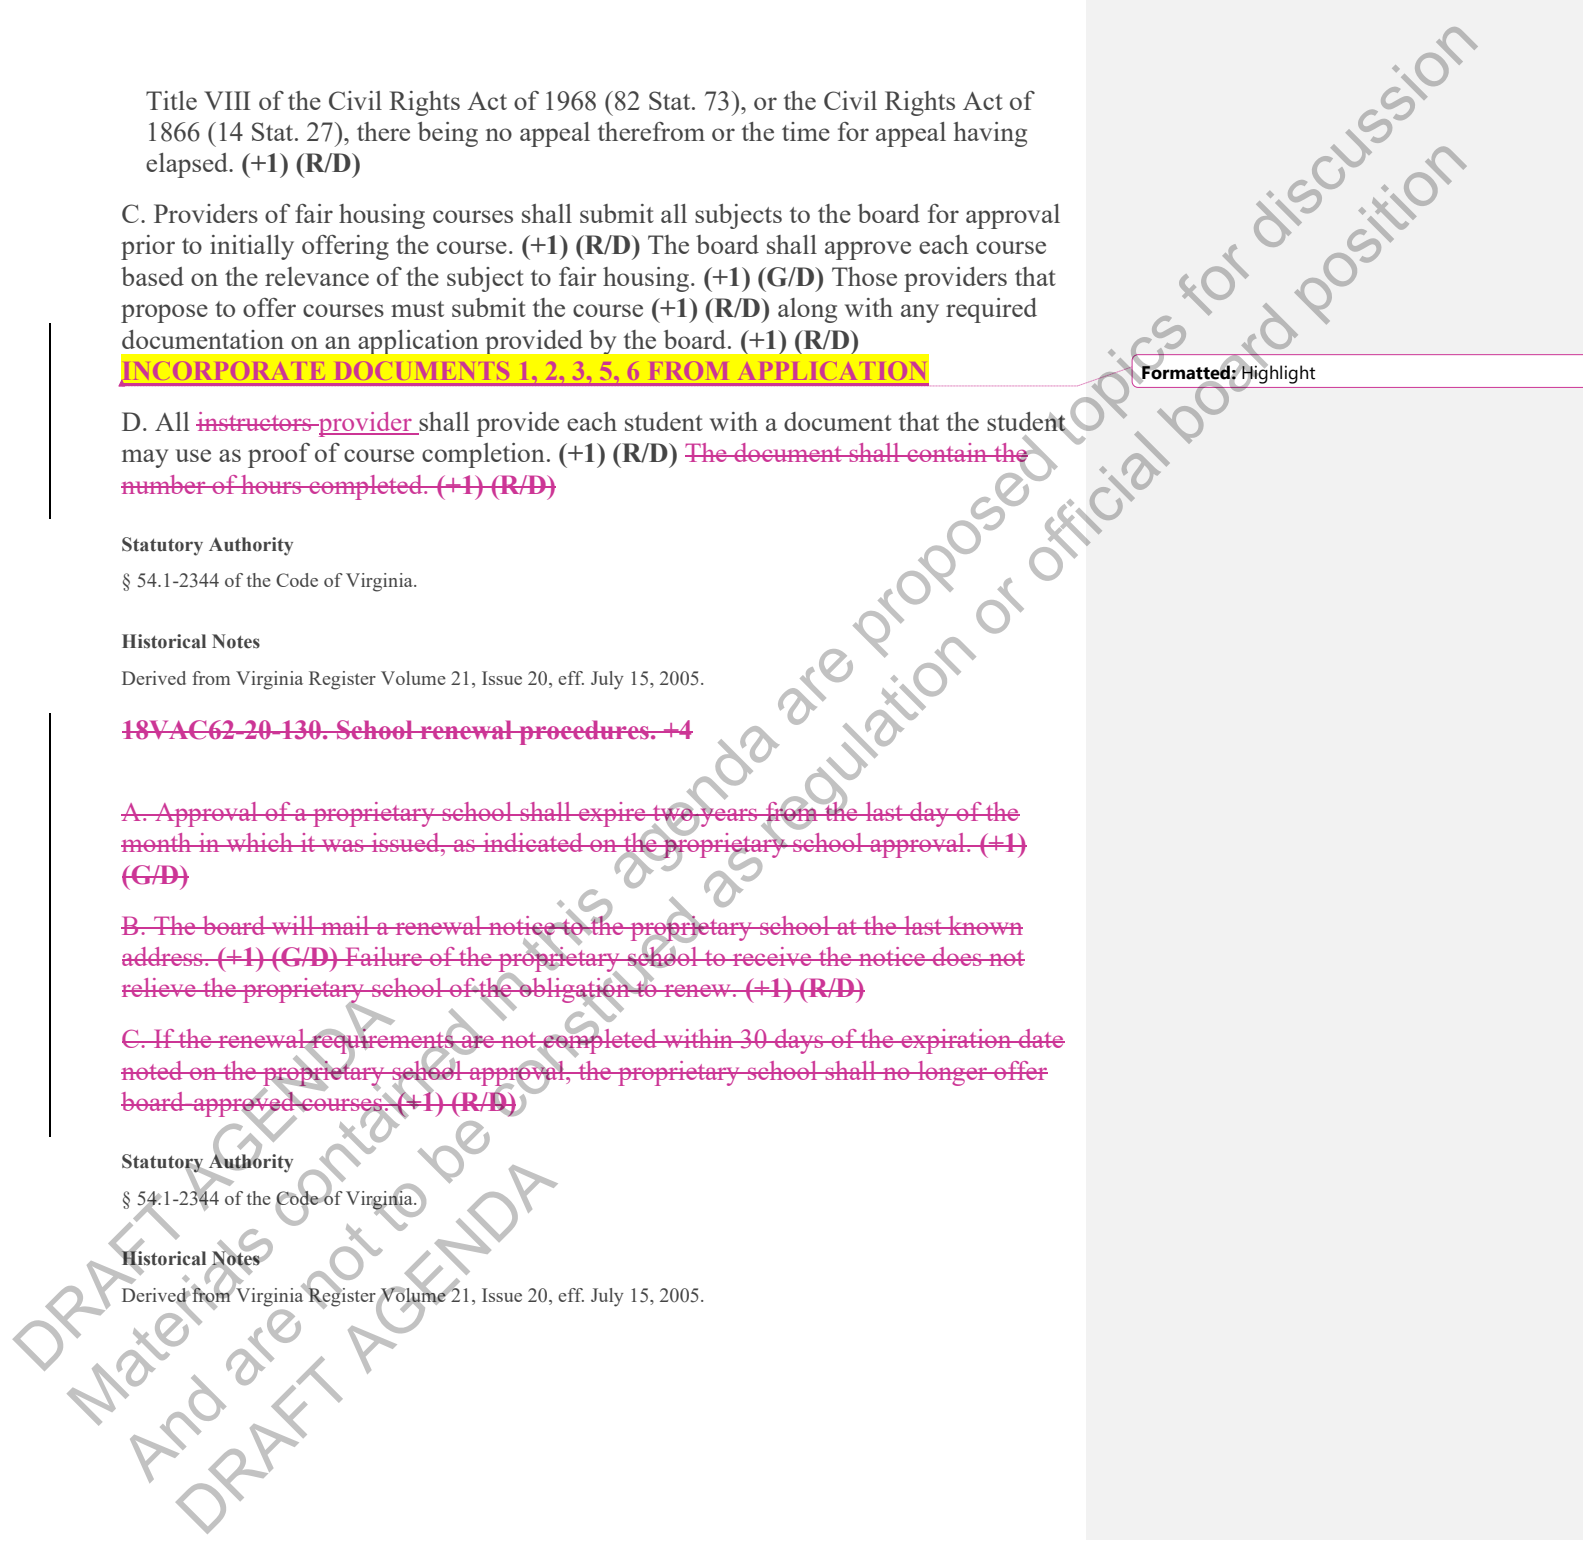 Title VIII of the Civil Rights Act of 1968 (82 Stat. 73), or the Civil Rights Act of
1866 (14 Stat. 27), there being no appeal therefrom or the time for appeal having
elapsed. (+1) (R/D)
C. Providers of fair housing courses shall submit all subjects to the board for approval
prior to initially offering the course. (+1) (R/D) The board shall approve each course
based on the relevance of the subject to fair housing. (+1) (G/D) Those providers that
propose to offer courses must submit the course (+1) (R/D) along with any required
documentation on an application provided by the board. (+1) (R/D)
INCORPORATE DOCUMENTS 1, 2, 3, 5, 6 FROM APPLICATION
Formatted: Highlight
D. All instructors provider shall provide each student with a document that the student
may use as proof of course completion. (+1) (R/D) The document shall contain the
number of hours completed. (+1) (R/D)
Statutory Authority
§ 54.1-2344 of the Code of Virginia.
Historical Notes
Derived from Virginia Register Volume 21, Issue 20, eff. July 15, 2005.
18VAC62-20-130. School renewal procedures. +4
A. Approval of a proprietary school shall expire two years from the last day of the
month in which it was issued, as indicated on the proprietary school approval. (+1)
(G/D)
B. The board will mail a renewal notice to the proprietary school at the last known
address. (+1) (G/D) Failure of the proprietary school to receive the notice does not
relieve the proprietary school of the obligation to renew. (+1) (R/D)
C. If the renewal requirements are not completed within 30 days of the expiration date
noted on the proprietary school approval, the proprietary school shall no longer offer
board-approved courses. (+1) (R/D)
Statutory Authority
§ 54.1-2344 of the Code of Virginia.
Historical Notes
Derived from Virginia Register Volume 21, Issue 20, eff. July 15, 2005.
DRAFT AGENDA
Materials contained in this agenda are proposed topics for discussion
And are not to be construed as regulation or official board position
DRAFT AGENDA